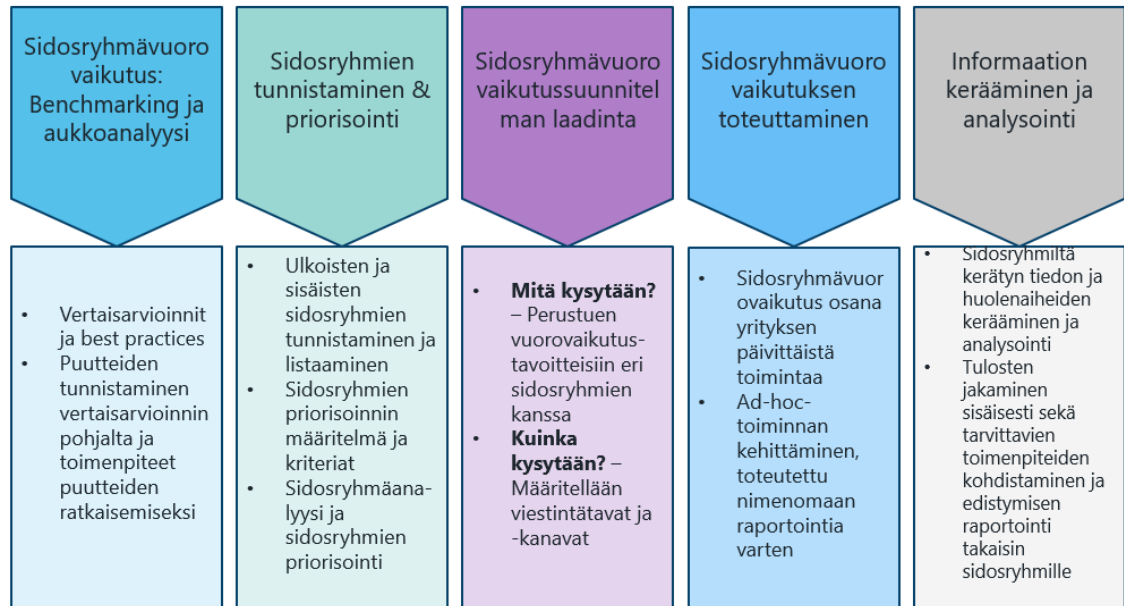 Sidosryhmävuoro
vaikutus:
Benchmarking ja
aukkoanalyysi
Sidosryhmien
tunnistaminen &
priorisointi
Sidosryhmävuoro
vaikutussuunnitel
man laadinta
Sidosryhmävuoro
vaikutuksen
toteuttaminen
Informaation
kerääminen ja
analysointi
• Vertaisarvioinnit
ja best practices
• Puutteiden
tunnistaminen
vertaisarvioinnin
pohjalta ja
toimenpiteet
puutteiden
ratkaisemiseksi
• Ulkoisten ja
sisäisten
sidosryhmien
tunnistaminen ja
listaaminen
• Sidosryhmien
priorisoinnin
määritelmä ja
kriteriat
• Sidosryhmäana-
lyysi ja
sidosryhmien
priorisointi
• Mitä kysytään?
– Perustuen
vuorovaikutus-
tavoitteisiin eri
sidosryhmien
kanssa
• Kuinka
kysytään? –
Määritellään
viestintätavat ja
-kanavat
• Sidosryhmävuor
ovaikutus osana
yrityksen
päivittäistä
toimintaa
• Ad-hoc-
toiminnan
kehittäminen,
toteutettu
nimenomaan
raportointia
varten
• Sidosryhmiltä
kerätyn tiedon ja
huolenaiheiden
kerääminen ja
analysointi
• Tulosten
jakaminen
sisäisesti sekä
tarvittavien
toimenpiteiden
kohdistaminen ja
edistymisen
raportointi
takaisin
sidosryhmille